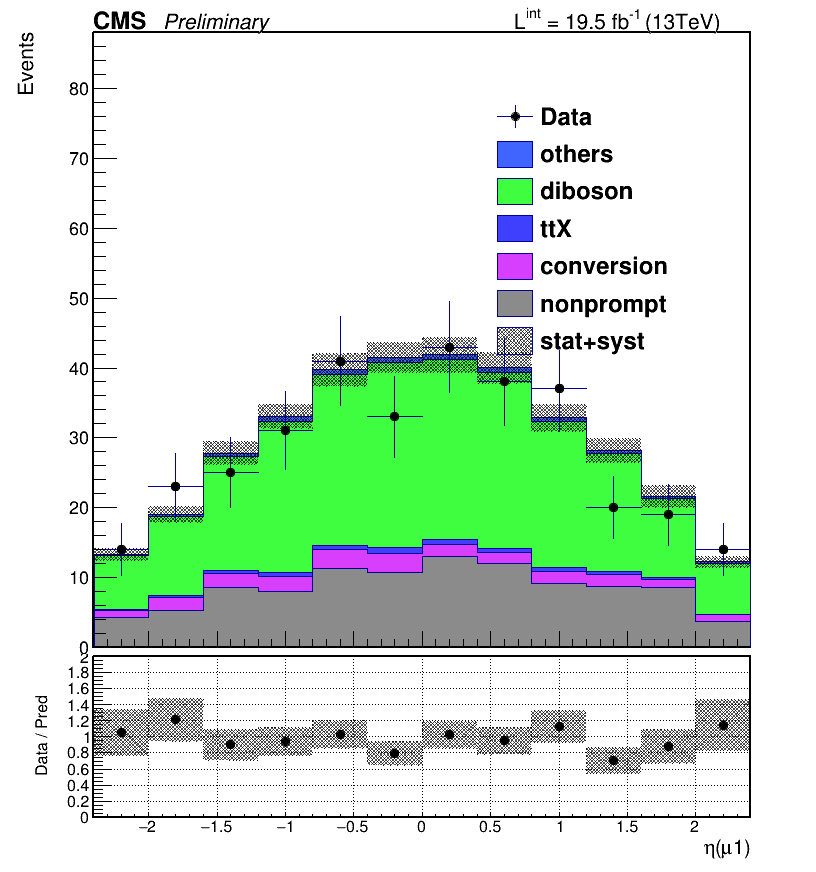 CMS Preliminary L^int = 19.5 fb^-1 (13TeV)
Events
80
70
60
50
40
30
20
10
0
Data
others
diboson
ttX
conversion
nonprompt
stat+syst
Data / Pred
2
1.8
1.6
1.4
1.2
1
0.8
0.6
0.4
0.2
0
−2 −1.5 −1 −0.5 0 0.5 1 1.5 2
η(μ1)